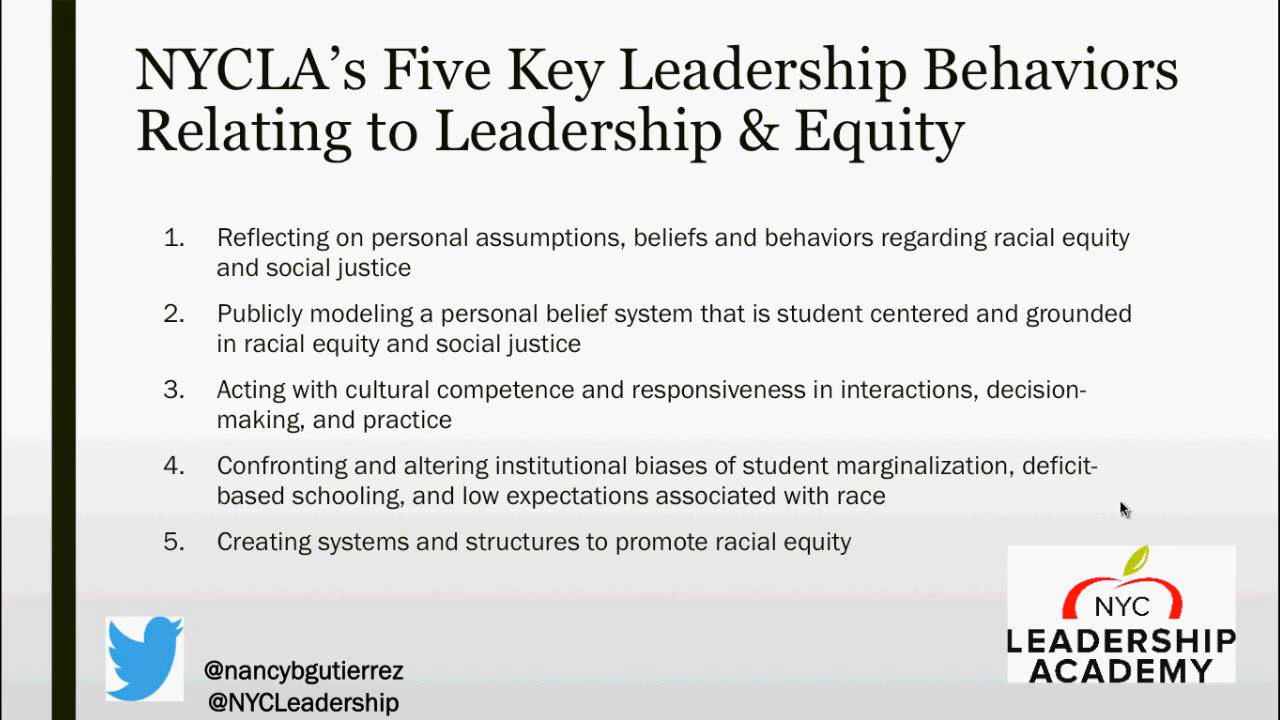 NYCLA’s Five Key Leadership Behaviors
Relating to Leadership & Equity
1. Reflecting on personal assumptions, beliefs and behaviors regarding racial equity
and social justice
2. Publicly modeling a personal belief system that is student centered and grounded
in racial equity and social justice
3. Acting with cultural competence and responsiveness in interactions, decision-
making, and practice
4. Confronting and altering institutional biases of student marginalization, deficit-
based schooling, and low expectations associated with race
5. Creating systems and structures to promote racial equity
NYC
LEADERSHIP
ACADEMY
@nancybgutierrez
@NYCLeadership